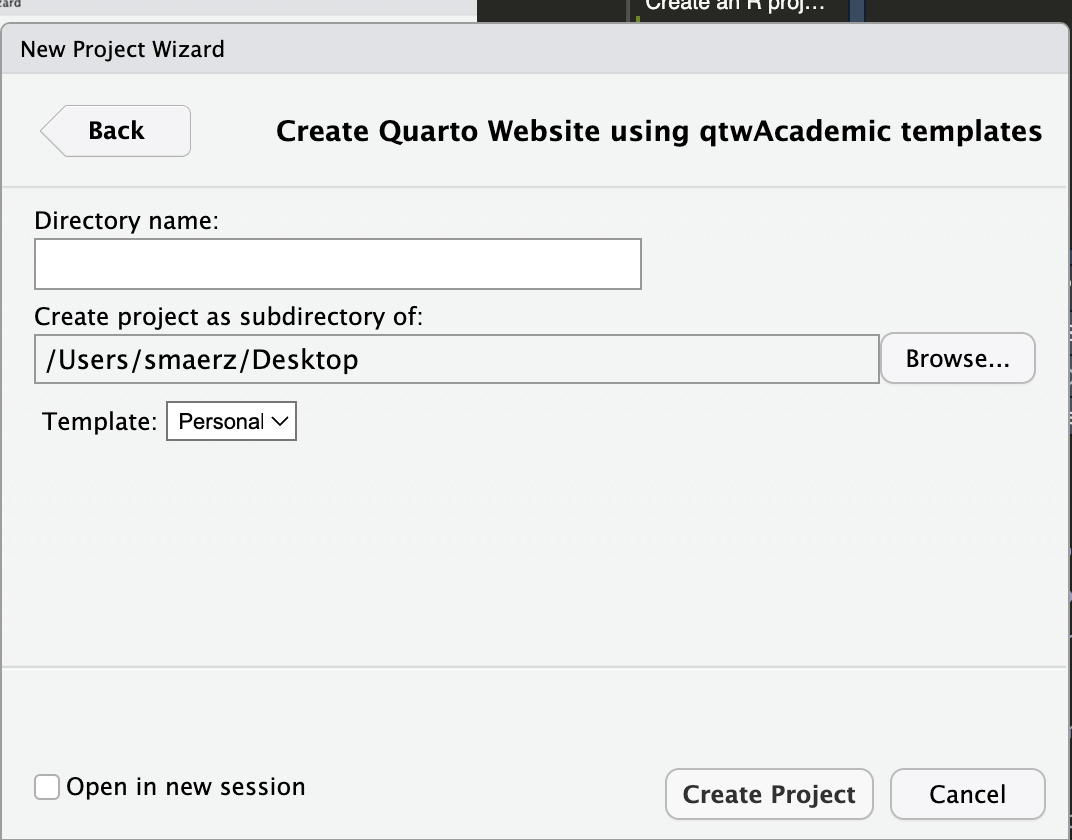 Create an R proj...
New Project Wizard
Back
Create Quarto Website using qtwAcademic templates
Directory name:
Create project as subdirectory of:
/Users/smaerz/Desktop
Browse...
Template: Personal
Open in new session
Create Project
Cancel